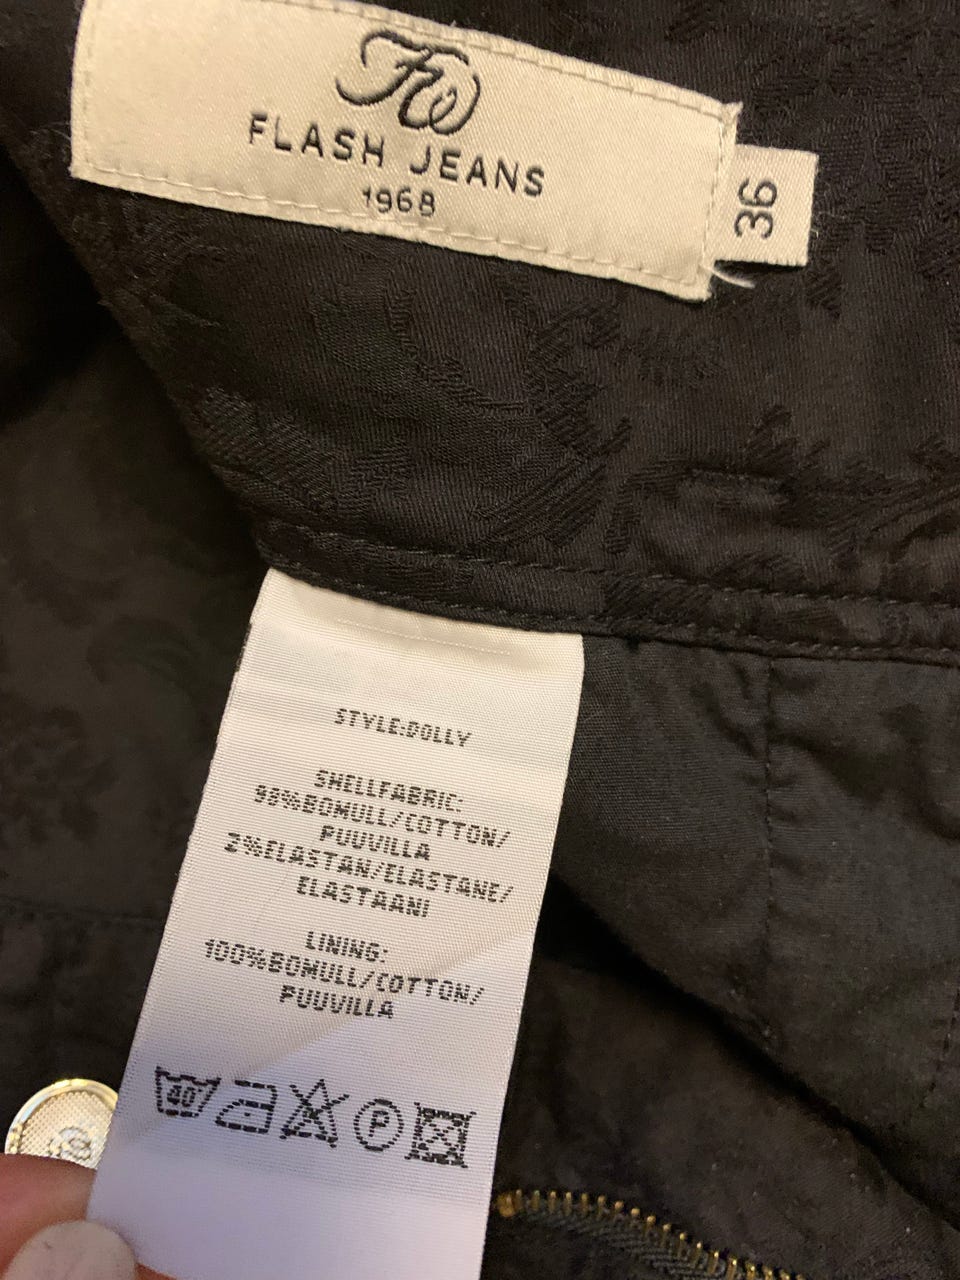 FW
FLASH JEANS
1968
36
STYLE:DOLLY
SHELLFABRIC:
98%BOMULL/COTTON/
PUUVILLA
2%ELASTAN/ELASTANE/
ELASTAANI
LINING:
100%BOMULL/COTTON/
PUUVILLA
40° P